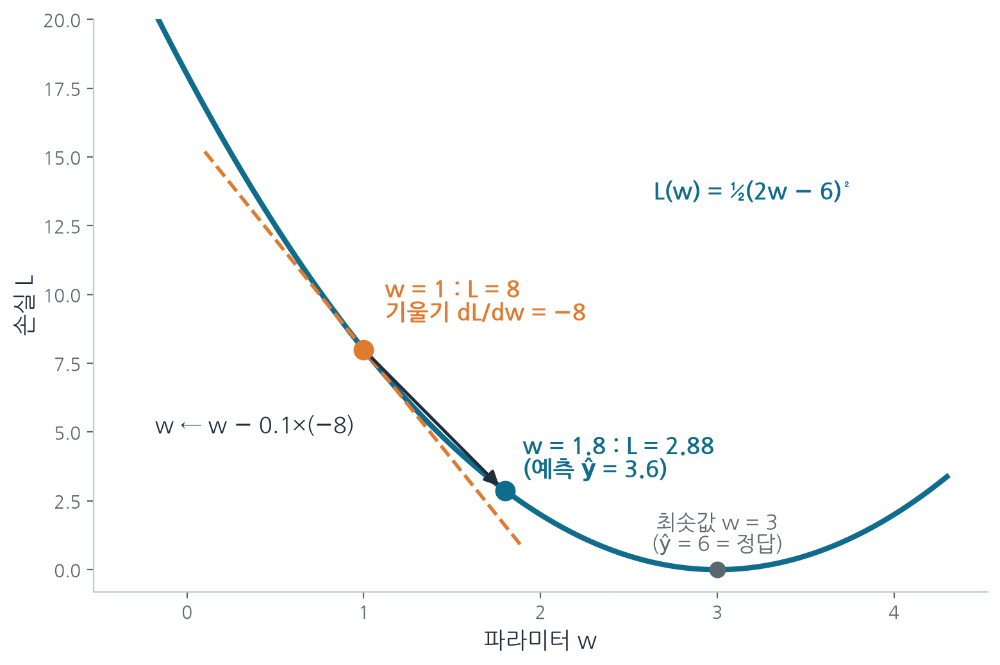 20.0
17.5
15.0
12.5
10.0
7.5
5.0
2.5
0.0
손실 L
L(w) = ½(2w − 6)²
w = 1 : L = 8
기울기 dL/dw = −8
w ← w − 0.1×(−8)
w = 1.8 : L = 2.88
(예측 ŷ = 3.6)
최솟값 w = 3
(ŷ = 6 = 정답)
0 1 2 3 4
파라미터 w